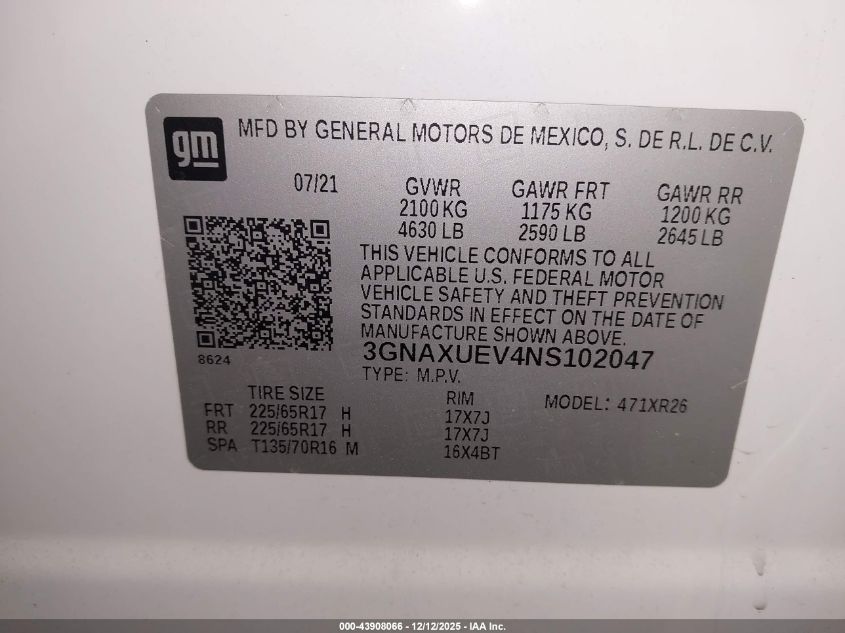 gm
MFD BY GENERAL MOTORS DE MEXICO, S. DE R.L. DE C.V.
07/21 GVWR GAWR FRT GAWR RR
2100 KG 1175 KG 1200 KG
4630 LB 2590 LB 2645 LB
THIS VEHICLE CONFORMS TO ALL
APPLICABLE U.S. FEDERAL MOTOR
VEHICLE SAFETY AND THEFT PREVENTION
STANDARDS IN EFFECT ON THE DATE OF
MANUFACTURE SHOWN ABOVE.
8624 3GNAXUEV4NS102047
TYPE: M.P.V.
TIRE SIZE RIM MODEL: 471XR26
FRT 225/65R17 H 17X7J
RR 225/65R17 H 17X7J
SPA T135/70R16 M 16X4BT
000-43908066 - 12/12/2025 - IAA Inc.